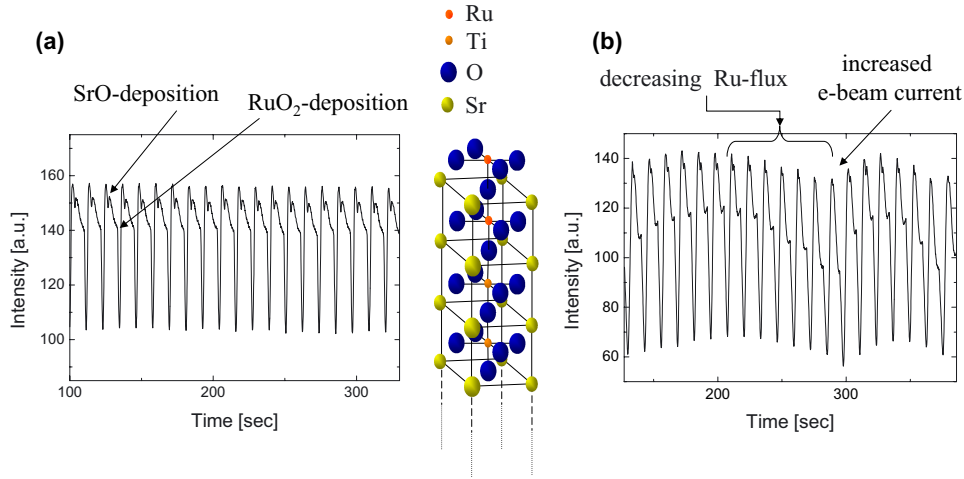 (a)
SrO-deposition
RuO2-deposition
Intensity [a.u.]
160
140
120
100
100
200
300
Time [sec]
Ru
Ti
O
Sr
(b)
decreasing Ru-flux
increased
e-beam current
Intensity [a.u.]
140
120
100
80
60
200
300
Time [sec]